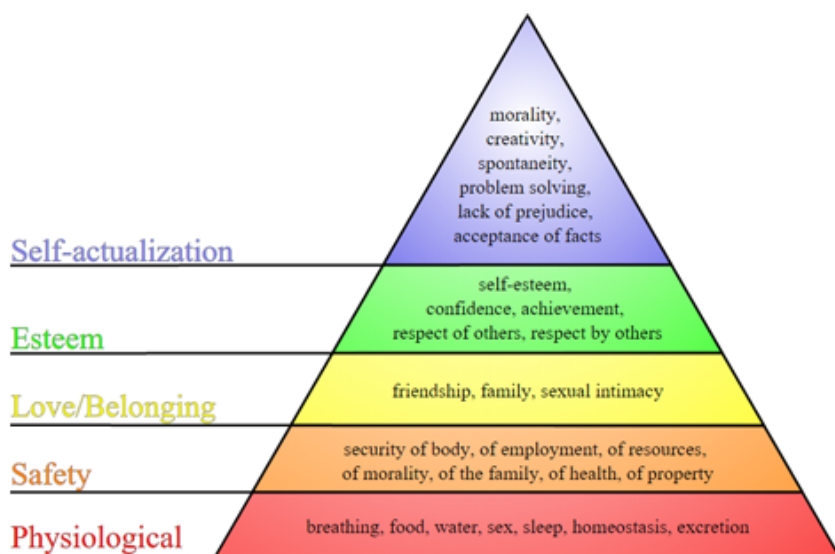 morality,
creativity,
spontaneity,
problem solving,
lack of prejudice,
acceptance of facts
Self-actualization
self-esteem,
confidence, achievement,
respect of others, respect by others
Esteem
friendship, family, sexual intimacy
Love/Belonging
security of body, of employment, of resources,
of morality, of the family, of health, of property
Safety
breathing, food, water, sex, sleep, homeostasis, excretion
Physiological